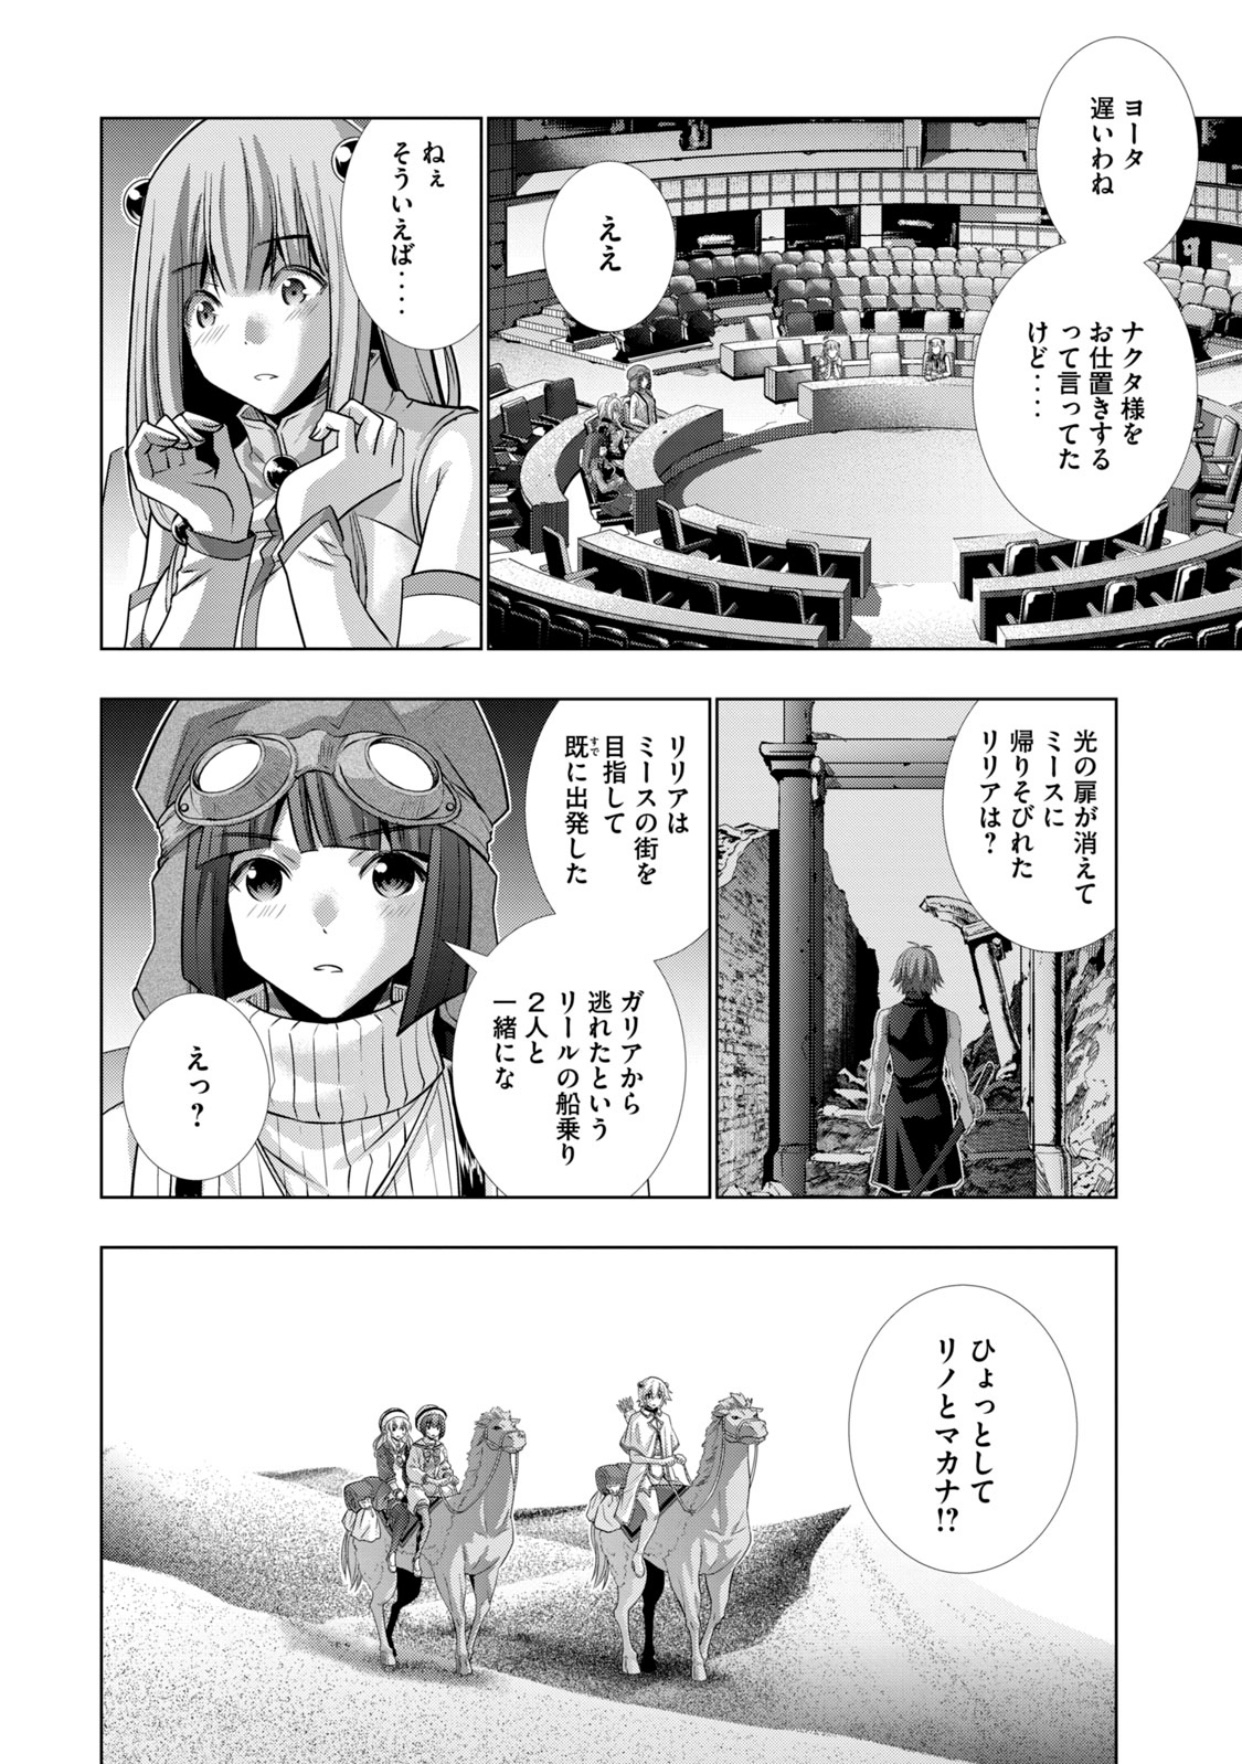 ヨータ
遅いわね
ナクタ様を
お仕置きする
って言ってた
けど‥‥
ええ
ねぇ
そういえば‥‥
光の扉が消えて
ミースに
帰りそびれた
リリアは？
リリアは
ミースの街を
目指して
既に出発した
すで
ガリアから
逃れたという
リールの船乗り
2人と
一緒にな
えっ？
ひょっとして
リノとマカナ!?